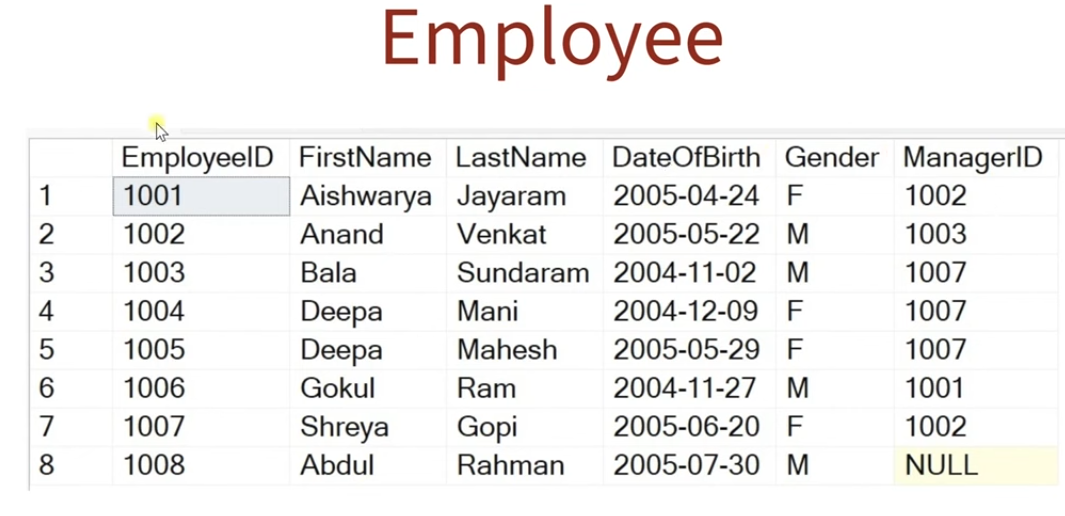 Employee
EmployeeID FirstName LastName DateOfBirth Gender ManagerID
1 1001 Aishwarya Jayaram 2005-04-24 F 1002
2 1002 Anand Venkat 2005-05-22 M 1003
3 1003 Bala Sundaram 2004-11-02 M 1007
4 1004 Deepa Mani 2004-12-09 F 1007
5 1005 Deepa Mahesh 2005-05-29 F 1007
6 1006 Gokul Ram 2004-11-27 M 1001
7 1007 Shreya Gopi 2005-06-20 F 1002
8 1008 Abdul Rahman 2005-07-30 M NULL